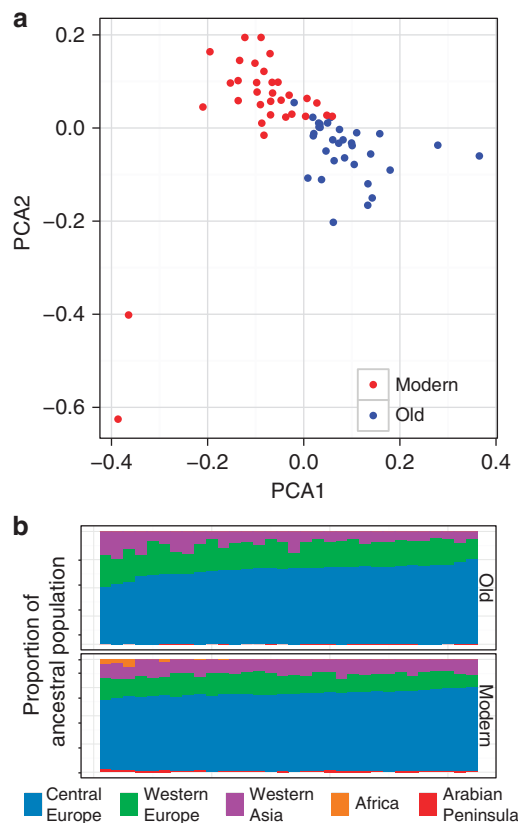 a
0.2
0.0
−0.2
−0.4
−0.6
PCA2
Modern
Old
−0.4
−0.2
0.0
0.2
0.4
PCA1
b
Proportion of
ancestral population
Old
Modern
Central
Europe
Western
Europe
Western
Asia
Africa
Arabian
Peninsula